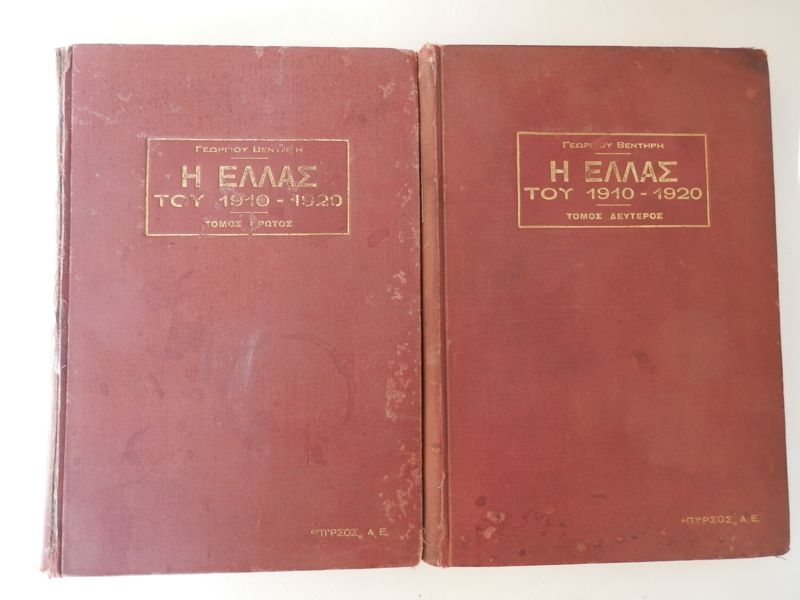 ΓΕΩΡΓΙΟΥ ΒΕΝΤΗΡΗ
Η ΕΛΛΑΣ
ΤΟΥ 1910 - 1920
ΤΟΜΟΣ ΠΡΩΤΟΣ
«ΠΥΡΣΟΣ„ Α.Ε.
ΓΕΩΡΓΙΟΥ ΒΕΝΤΗΡΗ
Η ΕΛΛΑΣ
ΤΟΥ 1910 - 1920
ΤΟΜΟΣ ΔΕΥΤΕΡΟΣ
«ΠΥΡΣΟΣ„ Α.Ε.